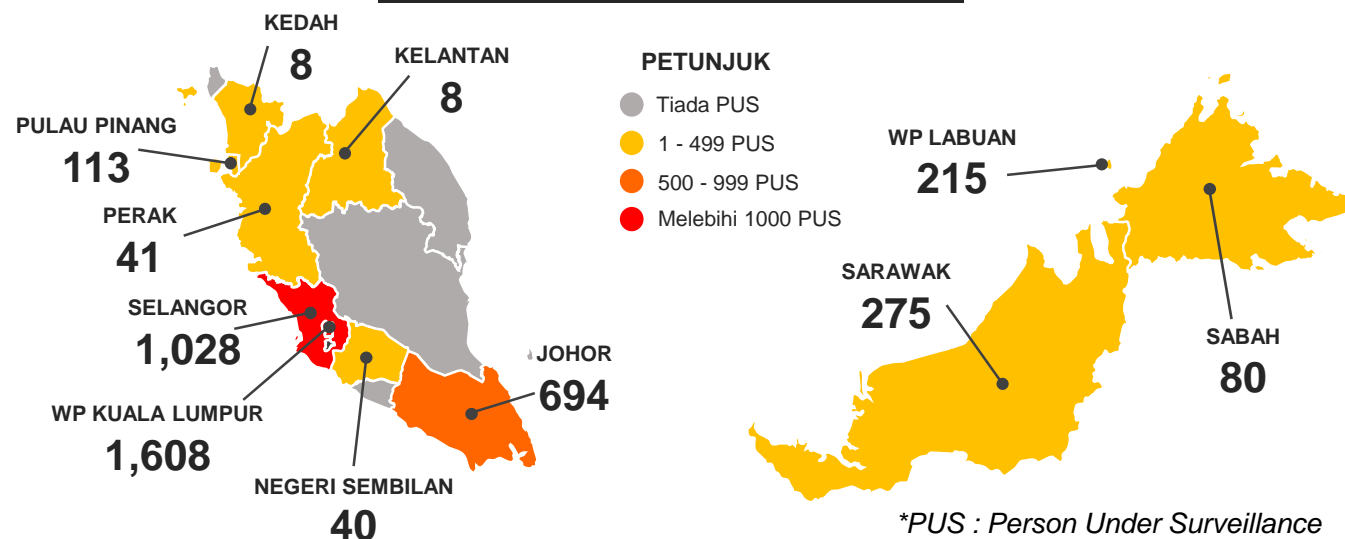 KEDAH
8
KELANTAN
8
PULAU PINANG
113
PERAK
41
SELANGOR
1,028
WP KUALA LUMPUR
1,608
NEGERI SEMBILAN
40
JOHOR
694
PETUNJUK
Tiada PUS
1 - 499 PUS
500 - 999 PUS
Melebihi 1000 PUS
WP LABUAN
215
SARAWAK
275
SABAH
80
*PUS : Person Under Surveillance